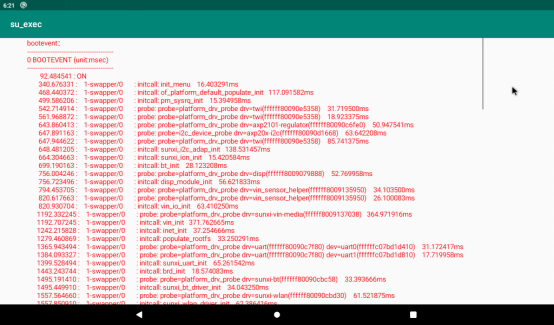 6:21
su_exec
bootevent:
----------------------------------------
0 BOOTEVENT (unit:msec)
----------------------------------------
92.484541 : ON
340.676331 : 1-swapper/0 : initcall: init_menu 16.403291ms
468.440372 : 1-swapper/0 : initcall: of_platform_default_populate_init 117.091582ms
499.586206 : 1-swapper/0 : initcall: pm_sysrq_init 15.394958ms
542.714914 : 1-swapper/0 : probe: probe=platform_drv_probe drv=twi(ffffff80090e5358) 31.719500ms
561.968872 : 1-swapper/0 : probe: probe=platform_drv_probe drv=twi(ffffff80090e5358) 18.923375ms
643.860413 : 1-swapper/0 : probe: probe=platform_drv_probe drv=axp2101-regulator(ffffff80090c6fe0) 50.947541ms
647.891163 : 1-swapper/0 : probe: probe=i2c_device_probe drv=axp20x-i2c(ffffff80090d1668) 63.642208ms
647.944622 : 1-swapper/0 : probe: probe=platform_drv_probe drv=twi(ffffff80090e5358) 85.741375ms
648.481205 : 1-swapper/0 : initcall: sunxi_i2c_adap_init 138.531457ms
664.304663 : 1-swapper/0 : initcall: sunxi_ion_init 15.420584ms
699.190163 : 1-swapper/0 : initcall: bt_init 28.123208ms
756.004246 : 1-swapper/0 : probe: probe=platform_drv_probe drv=disp(ffffff8009079888) 52.769958ms
756.723496 : 1-swapper/0 : initcall: disp_module_init 56.621833ms
794.453705 : 1-swapper/0 : probe: probe=platform_drv_probe drv=vin_sensor_helper(ffffff8009135950) 34.103500ms
820.617663 : 1-swapper/0 : probe: probe=platform_drv_probe drv=vin_sensor_helper(ffffff8009135950) 26.100083ms
820.930704 : 1-swapper/0 : initcall: vin_io_init 63.410250ms
1192.332245 : 1-swapper/0 : probe: probe=platform_drv_probe drv=sunxi-vin-media(ffffff8009137038) 364.971916ms
1192.707245 : 1-swapper/0 : initcall: vin_init 371.762665ms
1242.215828 : 1-swapper/0 : initcall: inet_init 37.254666ms
1279.460869 : 1-swapper/0 : initcall: populate_rootfs 33.250291ms
1365.943494 : 1-swapper/0 : probe: probe=platform_drv_probe drv=uart(ffffff80090c7f80) dev=uart0(ffffffc07bd1d410) 31.172417ms
1384.093327 : 1-swapper/0 : probe: probe=platform_drv_probe drv=uart(ffffff80090c7f80) dev=uart1(ffffffc07bd1d810) 17.719958ms
1399.528494 : 1-swapper/0 : initcall: sunxi_uart_init 65.261542ms
1443.243744 : 1-swapper/0 : initcall: brd_init 18.574083ms
1495.191410 : 1-swapper/0 : probe: probe=platform_drv_probe drv=sunxi-bt(ffffff80090cbc58) 33.393666ms
1495.449910 : 1-swapper/0 : initcall: sunxi_bt_driver_init 34.043250ms
1557.564660 : 1-swapper/0 : probe: probe=platform_drv_probe drv=sunxi-wlan(ffffff80090cbd30) 61.521875ms